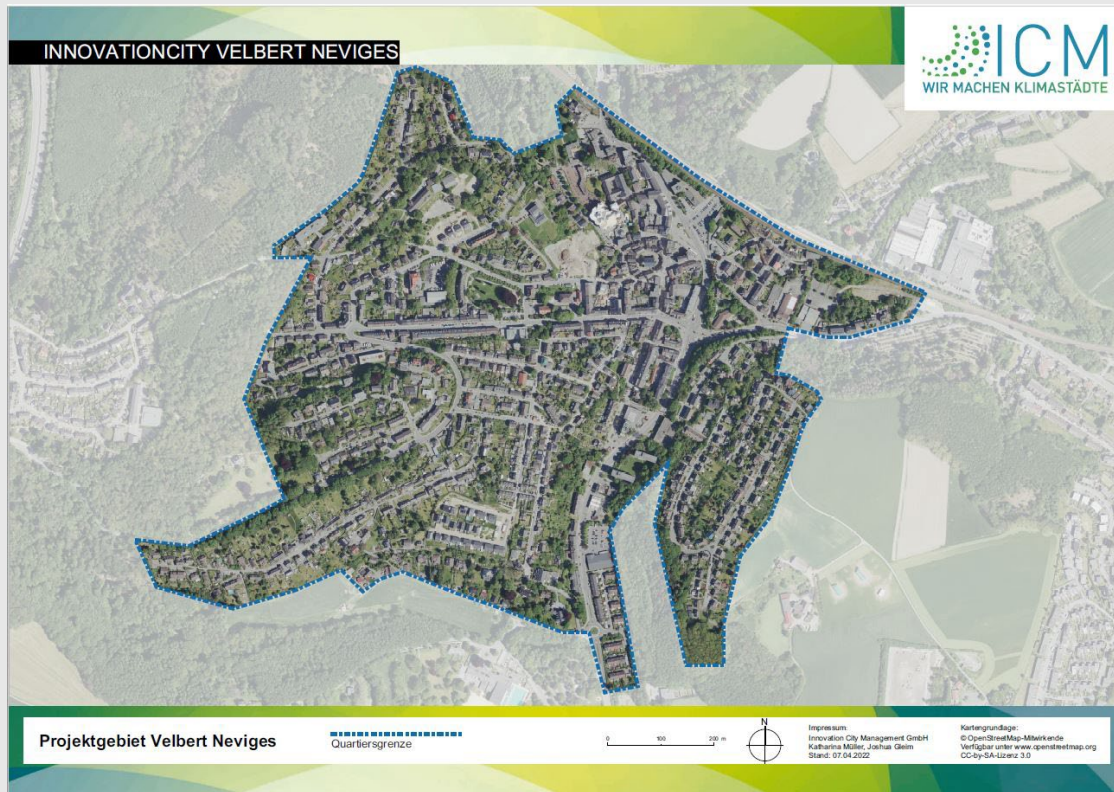 INNOVATIONCITY VELBERT NEVIGES
ICM
WIR MACHEN KLIMASTÄDTE
Projektgebiet Velbert Neviges
Quartiersgrenze
0 100 200 m
N
Impressum:
Innovation City Management GmbH
Katharina Müller, Joshua Gleim
Stand: 07.04.2022
Kartengrundlage:
© OpenStreetMap-Mitwirkende
Verfügbar unter www.openstreetmap.org
CC-by-SA-Lizenz 3.0